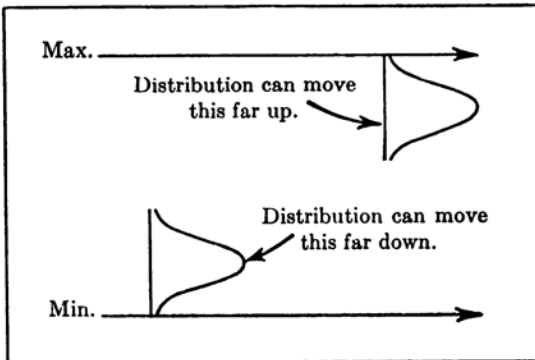 Max.
Distribution can move
this far up.
Distribution can move
this far down.
Min.